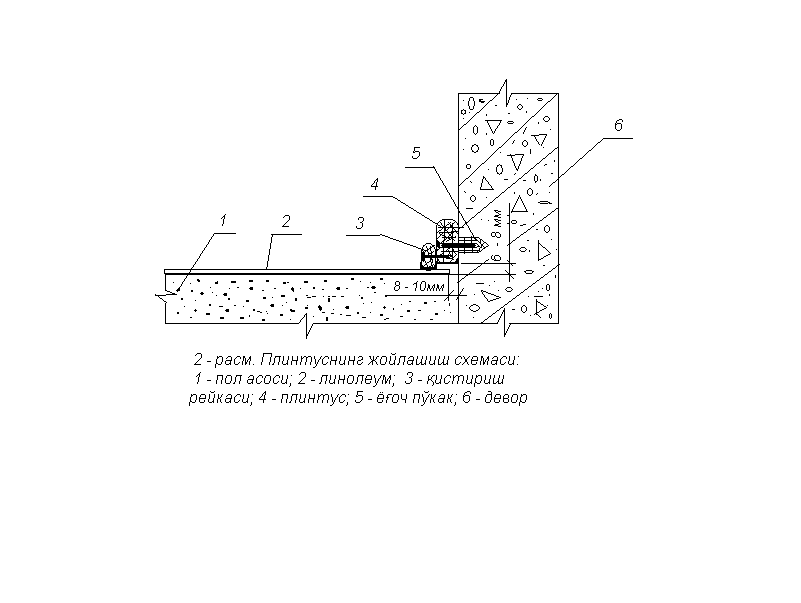 6
5
4
1
2
3
6 - 8 мм
8 - 10мм
2 - расм. Плинтуснинг жойлашиш схемаси:
1 - пол асоси; 2 - линолеум; 3 - қистириш
рейкаси; 4 - плинтус; 5 - ёғоч пўкак; 6 - девор